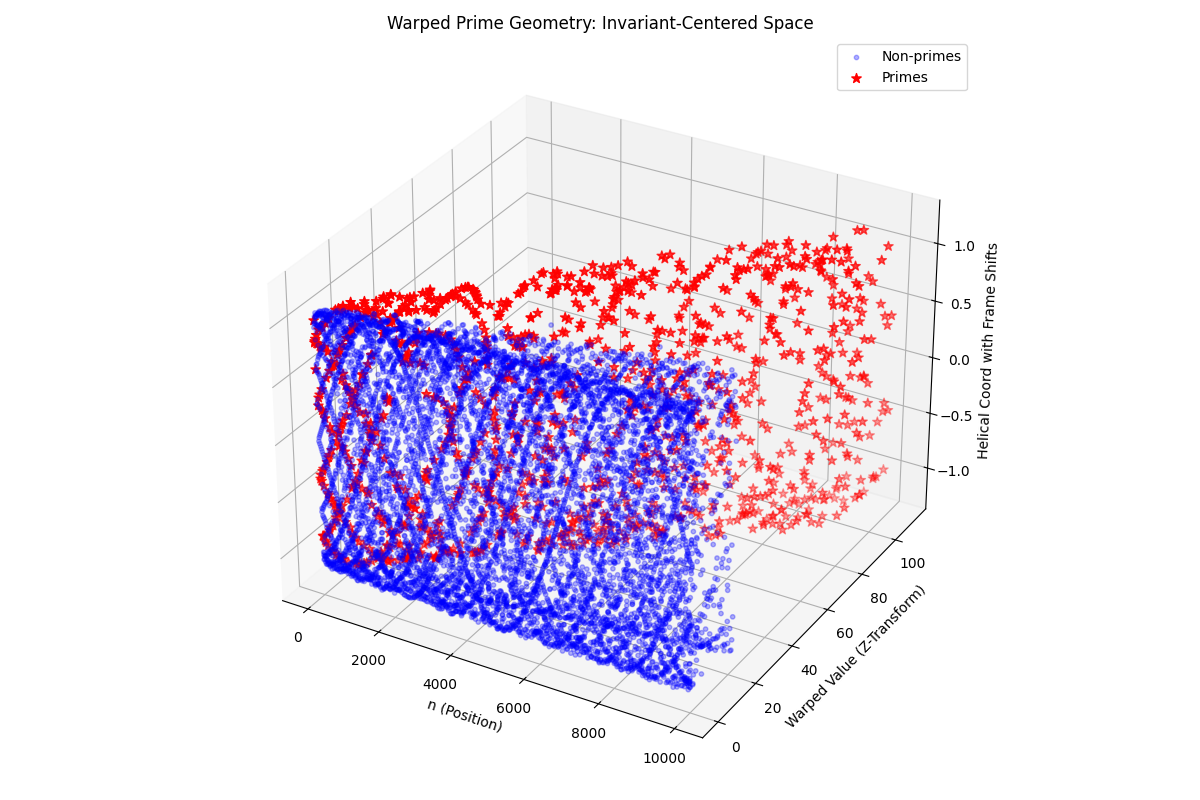 Warped Prime Geometry: Invariant-Centered Space
Non-primes
Primes
1.0
0.5
0.0
−0.5
−1.0
Helical Coord with Frame Shifts
0
2000
4000
6000
8000
10000
n (Position)
0
20
40
60
80
100
Warped Value (Z-Transform)